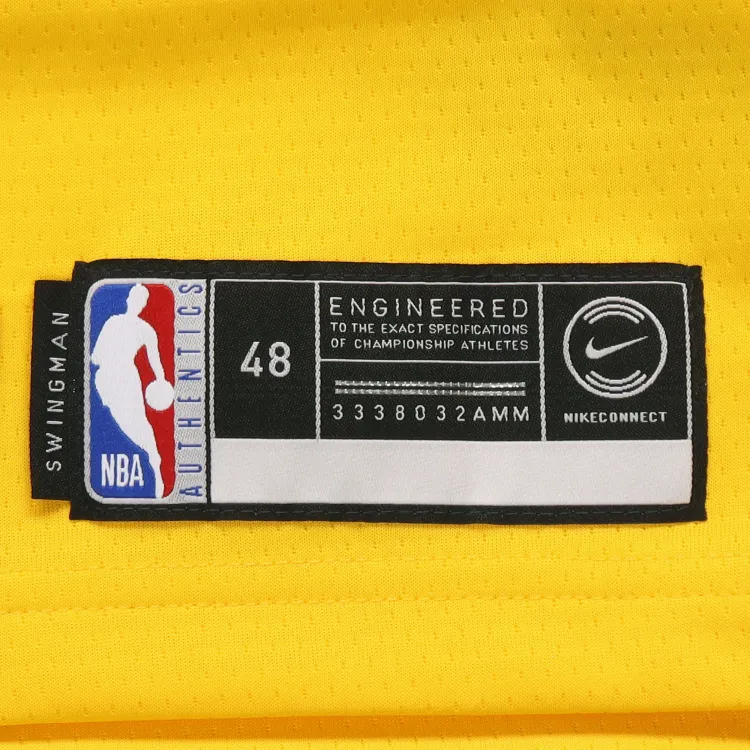 SWINGMAN
NBA
AUTHENTICS
48
ENGINEERED
TO THE EXACT SPECIFICATIONS
OF CHAMPIONSHIP ATHLETES
3338032AMM
NIKECONNECT